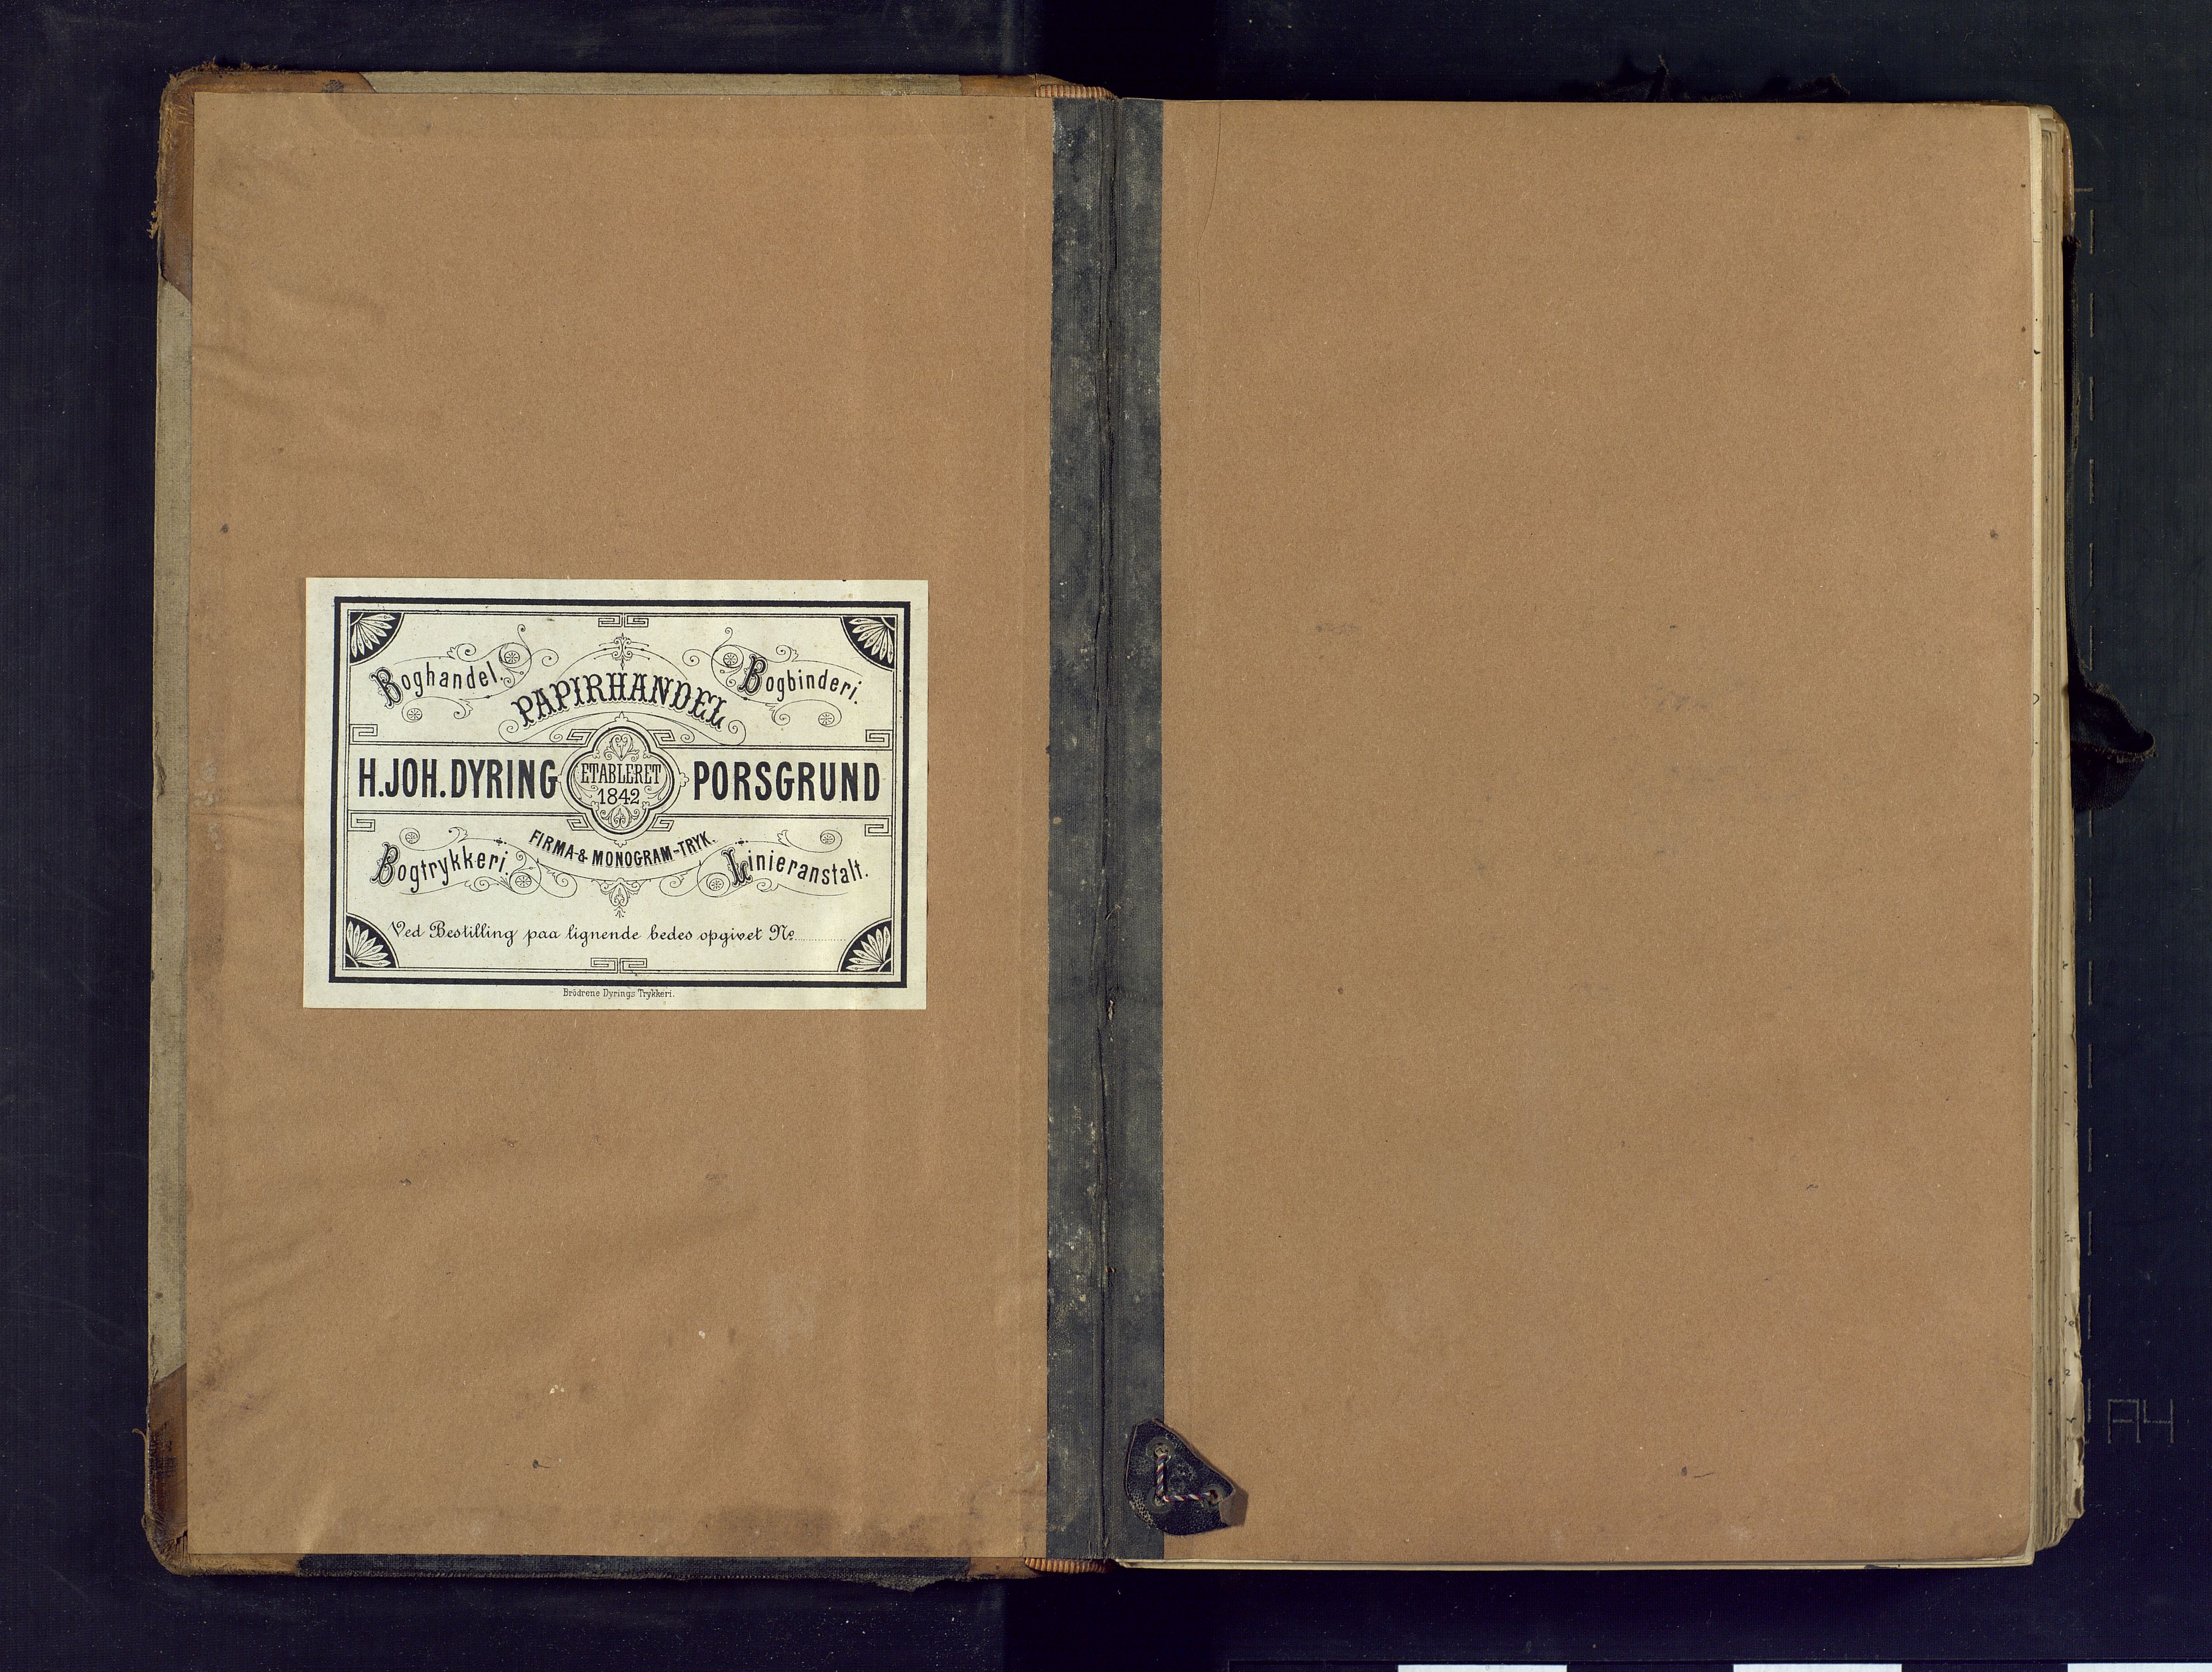 Boghandel. Bogbinderi.
PAPIRHANDEL
H. JOH. DYRING ETABLERET 1842 PORSGRUND
FIRMA- & MONOGRAM-TRYK.
Bogtrykkeri. Linieranstalt.
Ved Bestilling paa lignende bedes opgivet No.
Brödrene Dyrings Trykkeri.
A4